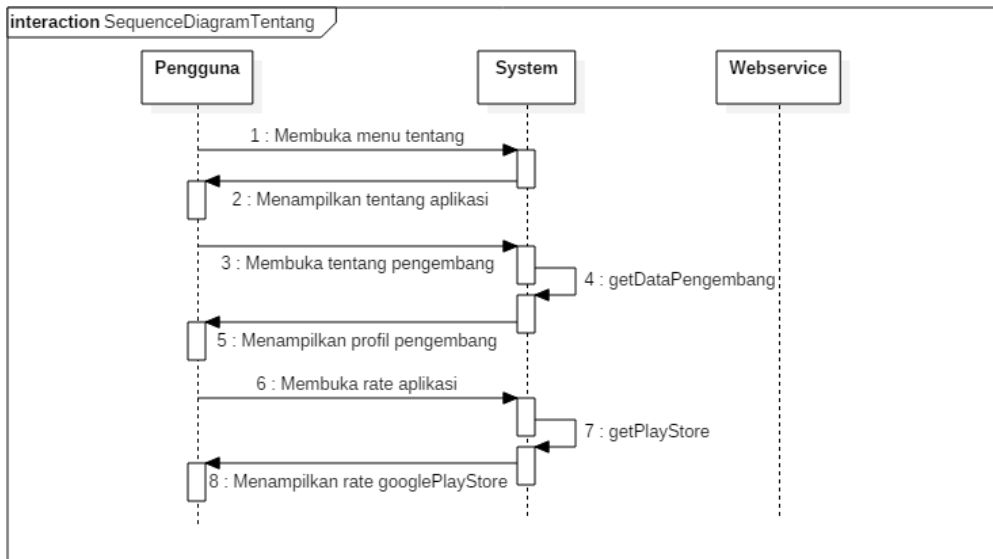 interaction SequenceDiagramTentang
Pengguna
System
Webservice
1 : Membuka menu tentang
2 : Menampilkan tentang aplikasi
3 : Membuka tentang pengembang
4 : getDataPengembang
5 : Menampilkan profil pengembang
6 : Membuka rate aplikasi
7 : getPlayStore
8 : Menampilkan rate googlePlayStore